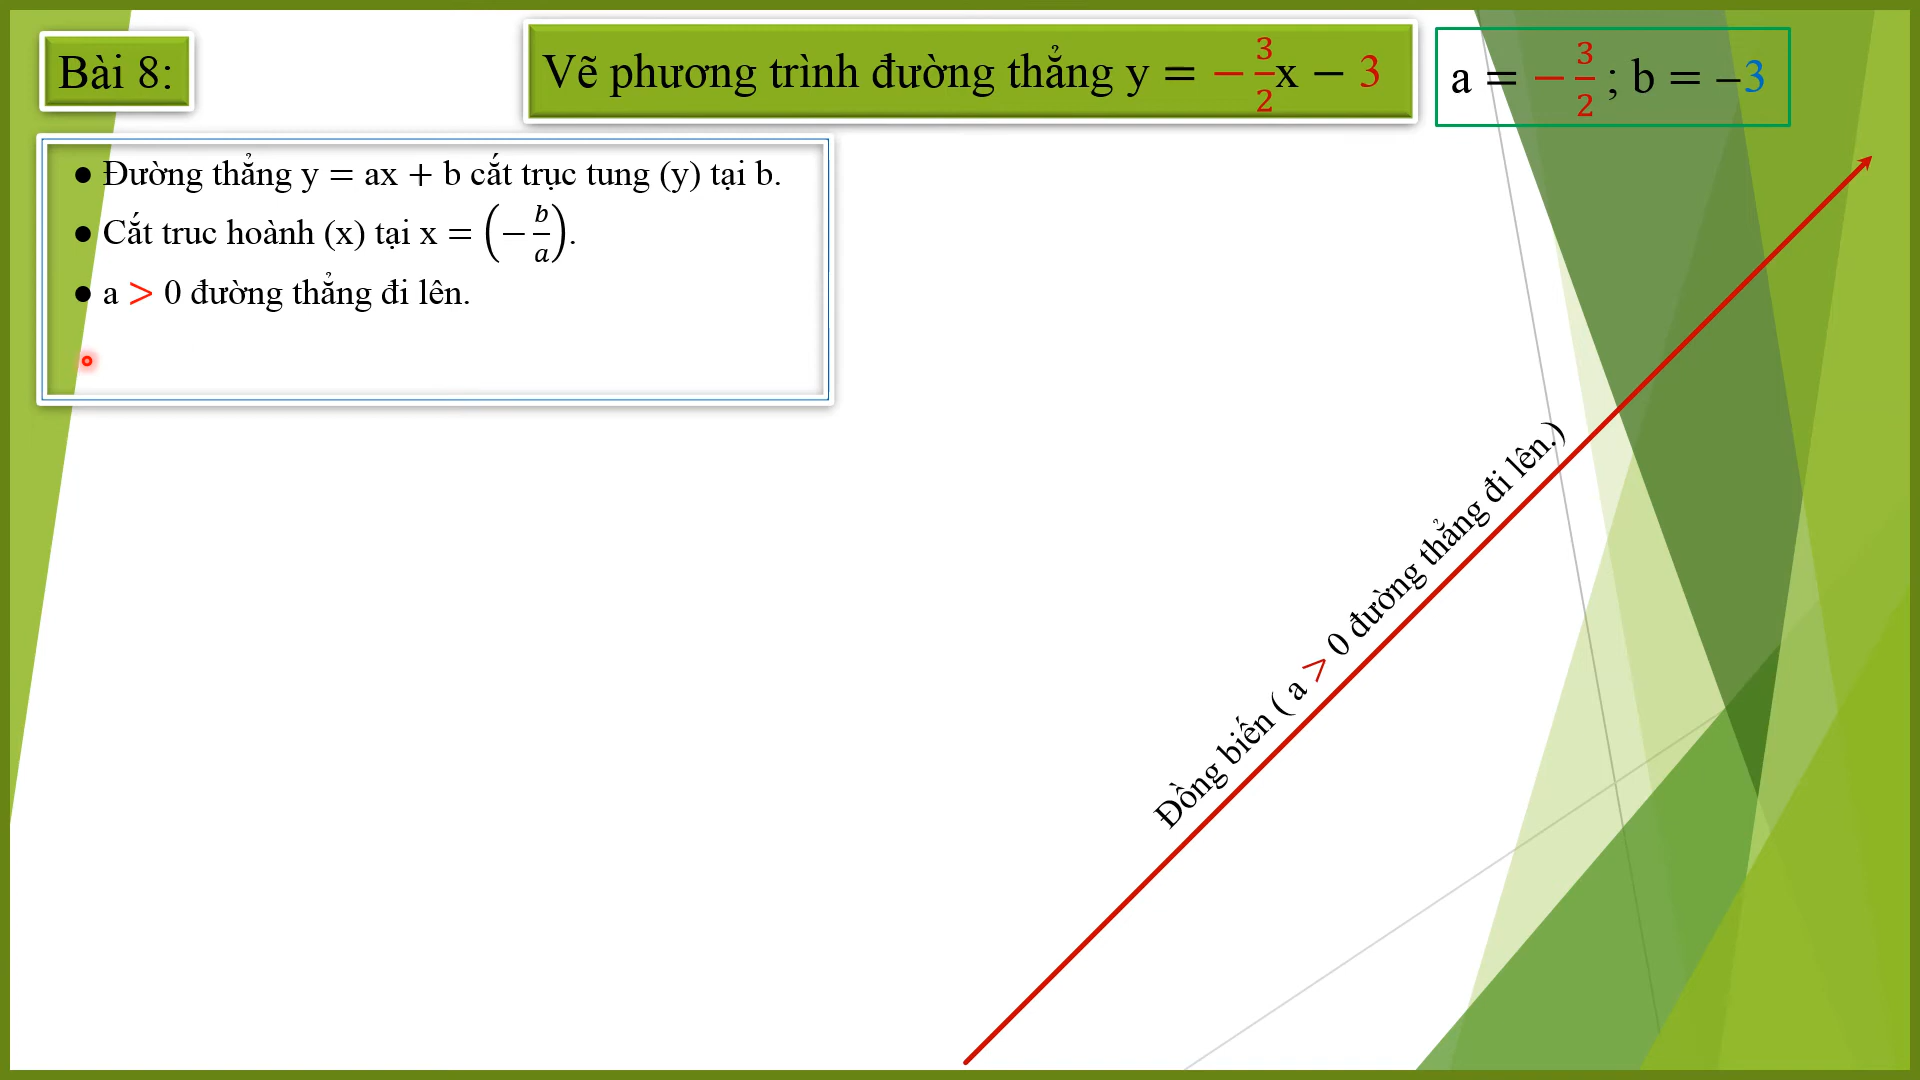 Bài 8:
Vẽ phương trình đường thẳng y = −3/2x − 3
a = −3/2 ; b = –3
● Đường thẳng y = ax + b cắt trục tung (y) tại b.
● Cắt truc hoành (x) tại x = (−b/a).
● a > 0 đường thẳng đi lên.
Đồng biến ( a > 0 đường thẳng đi lên.)